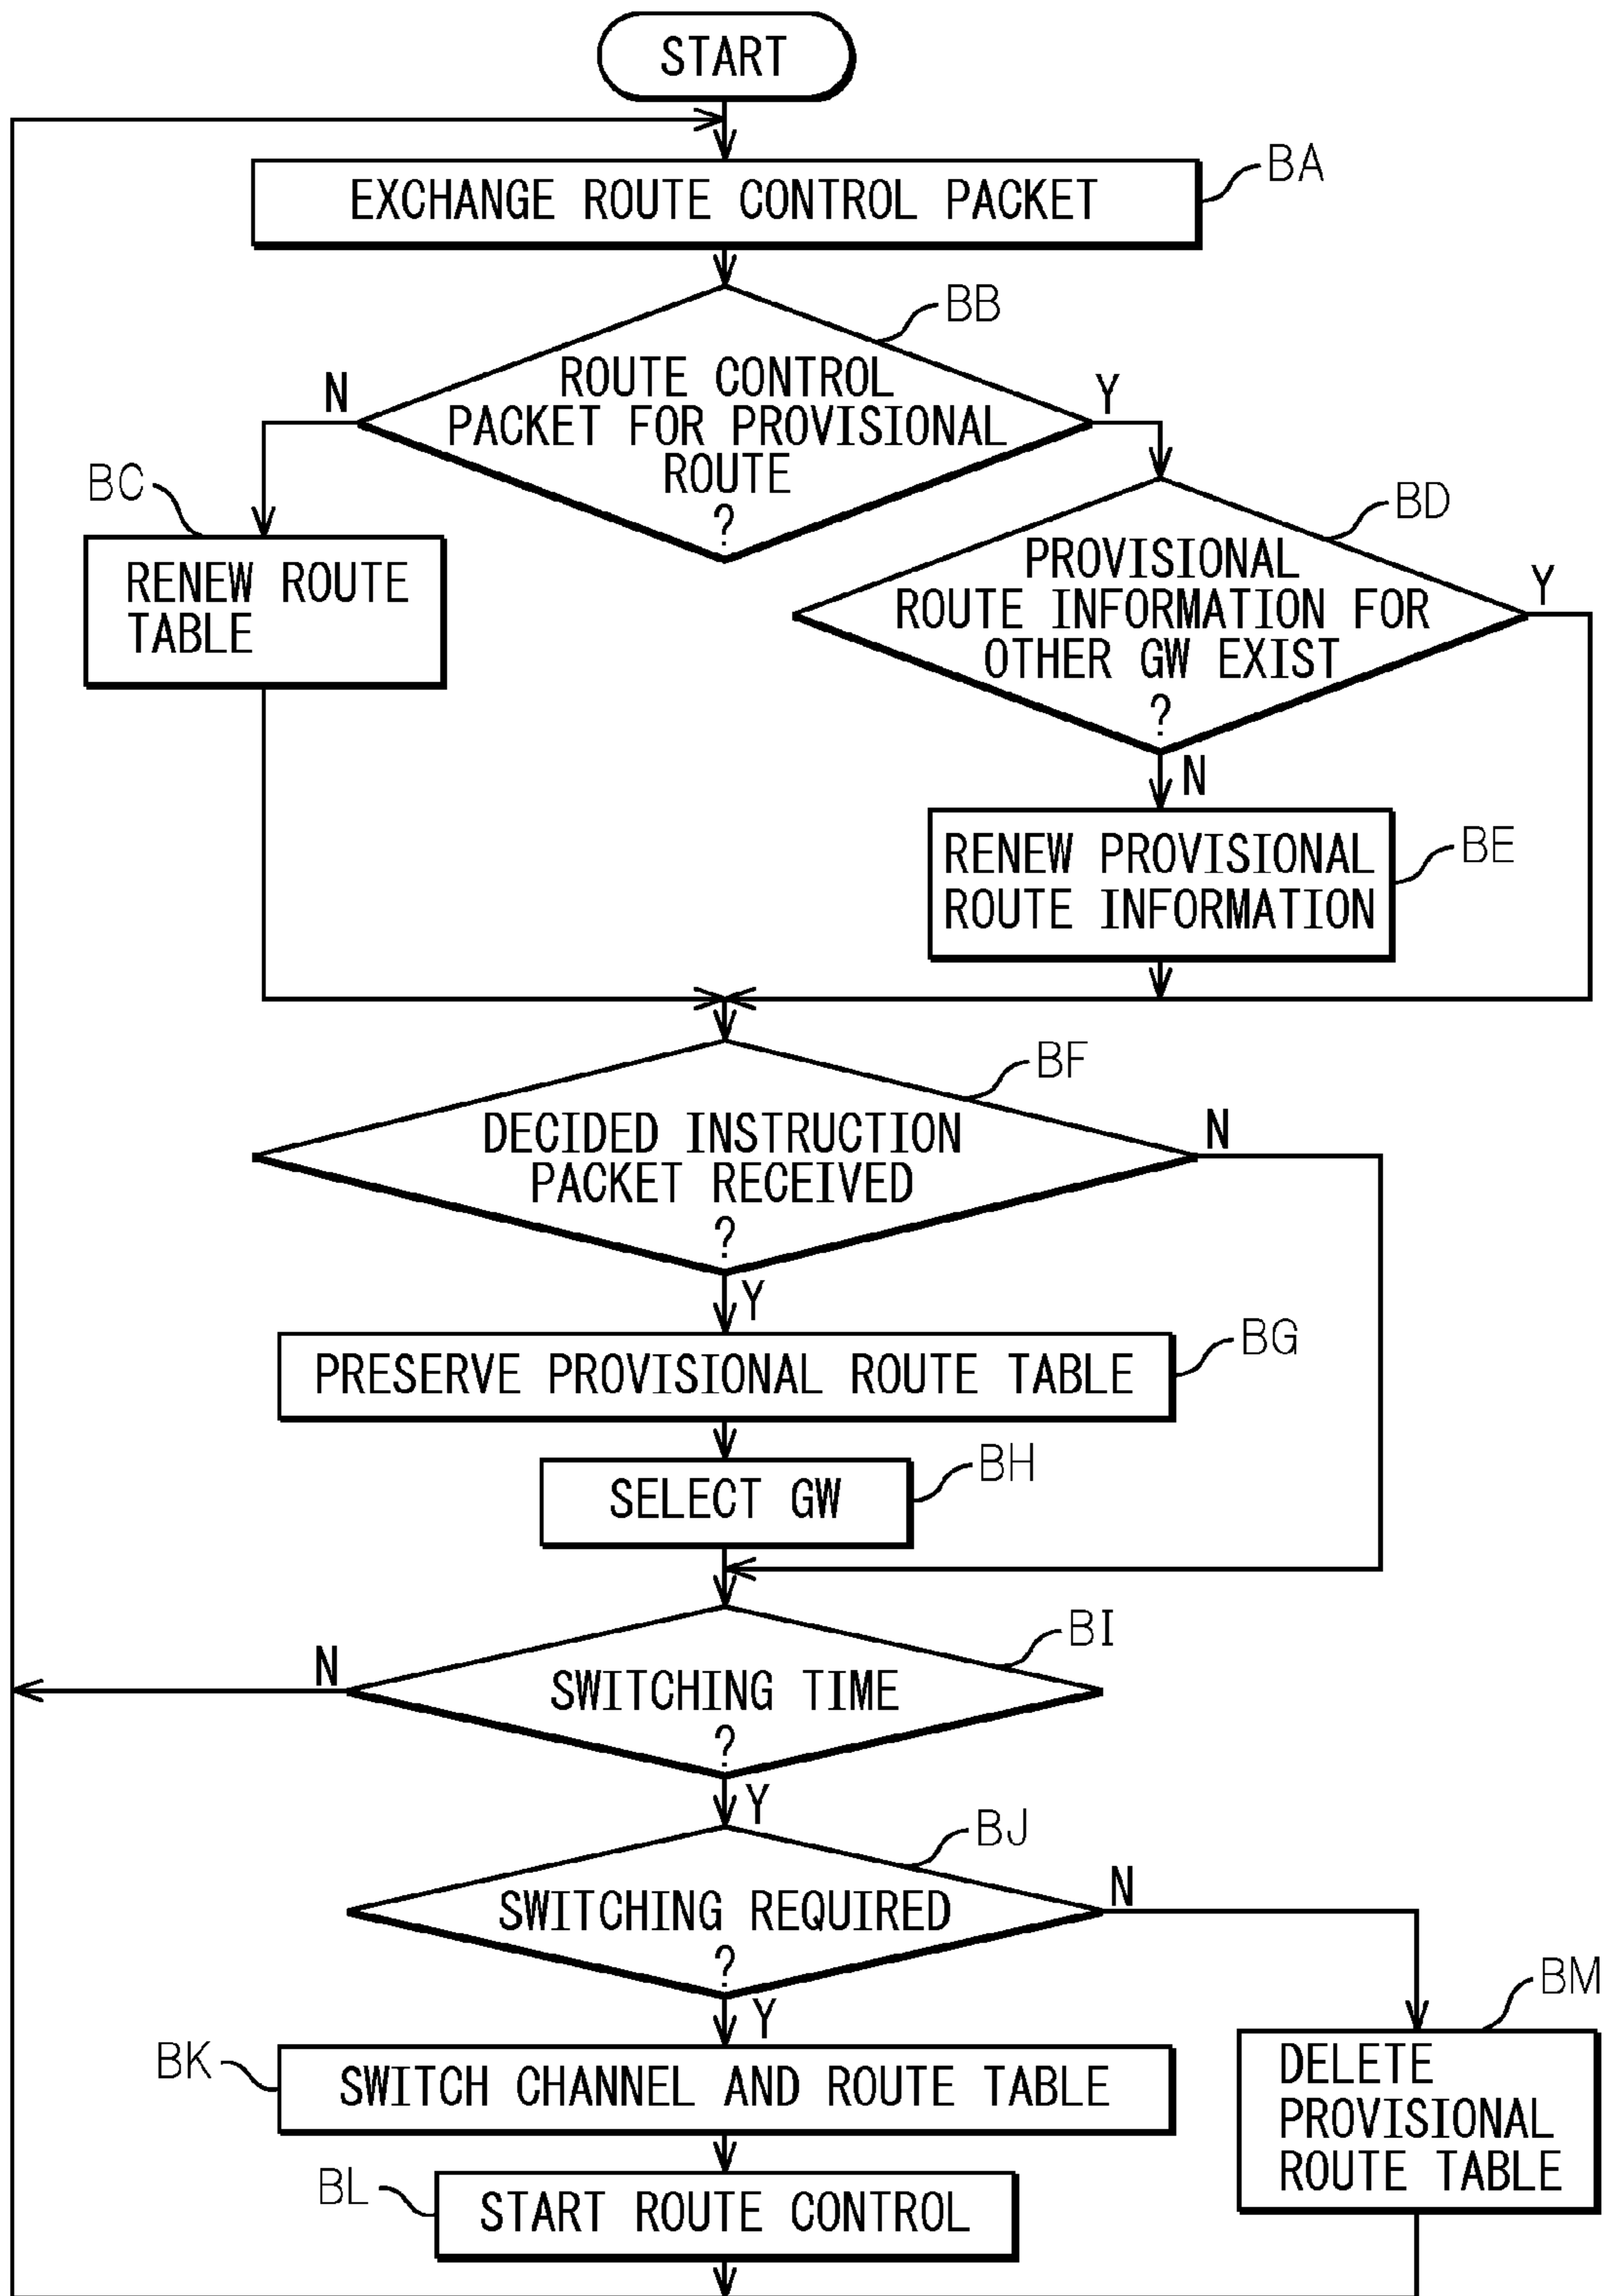 START
EXCHANGE ROUTE CONTROL PACKET
BA
BB
ROUTE CONTROL
PACKET FOR PROVISIONAL
ROUTE
?
N
Y
BC
RENEW ROUTE
TABLE
BD
PROVISIONAL
ROUTE INFORMATION FOR
OTHER GW EXIST
?
Y
N
RENEW PROVISIONAL
ROUTE INFORMATION
BE
BF
DECIDED INSTRUCTION
PACKET RECEIVED
?
N
Y
PRESERVE PROVISIONAL ROUTE TABLE
BG
SELECT GW
BH
BI
SWITCHING TIME
?
N
Y
BJ
SWITCHING REQUIRED
?
N
Y
BK
SWITCH CHANNEL AND ROUTE TABLE
BM
DELETE
PROVISIONAL
ROUTE TABLE
BL
START ROUTE CONTROL